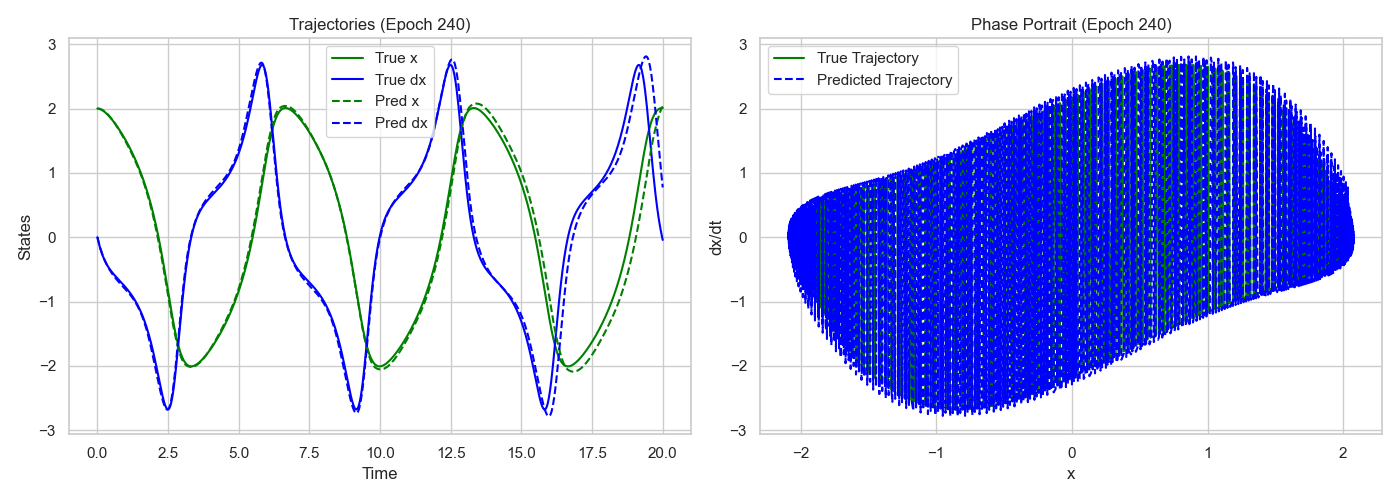 Trajectories (Epoch 240)
3
2
1
0
−1
−2
−3
States
0.0 2.5 5.0 7.5 10.0 12.5 15.0 17.5 20.0
Time
True x
True dx
Pred x
Pred dx
Phase Portrait (Epoch 240)
3
2
1
0
−1
−2
−3
dx/dt
−2 −1 0 1 2
x
True Trajectory
Predicted Trajectory